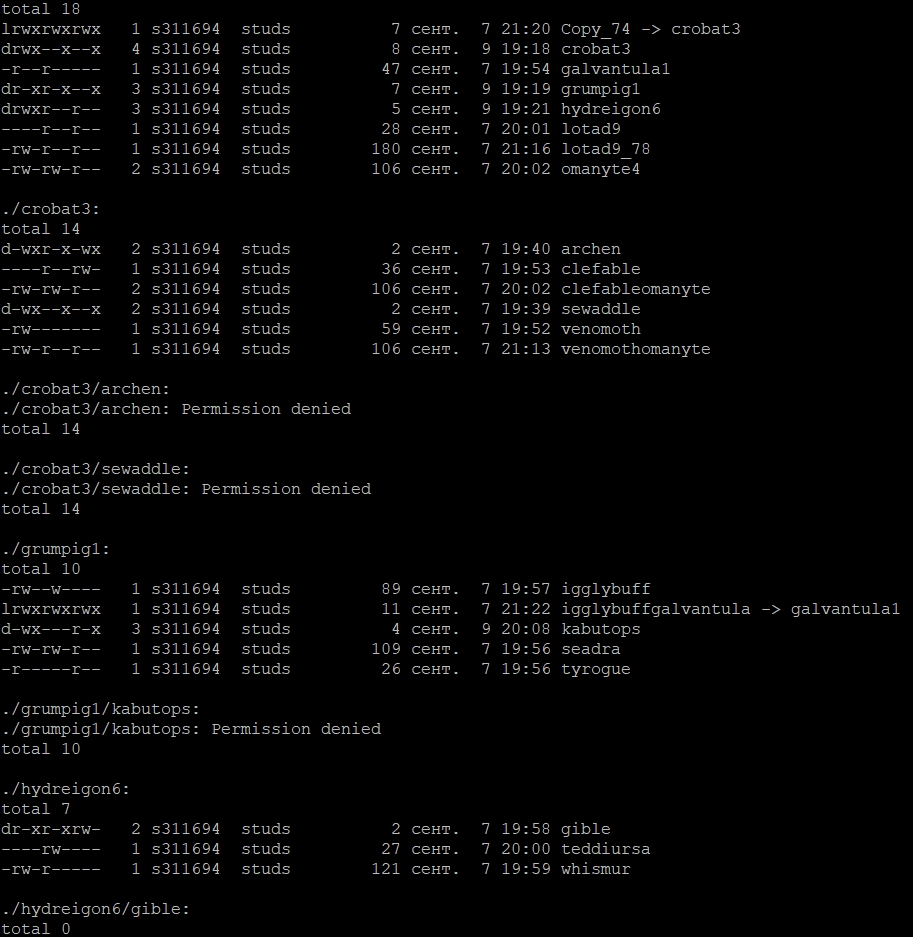 total 18
lrwxrwxrwx   1 s311694  studs          7 сент.  7 21:20 Copy_74 -> crobat3
drwx--x--x   4 s311694  studs          8 сент.  9 19:18 crobat3
-r--r-----   1 s311694  studs         47 сент.  7 19:54 galvantula1
dr-xr-x--x   3 s311694  studs          7 сент.  9 19:19 grumpig1
drwxr--r--   3 s311694  studs          5 сент.  9 19:21 hydreigon6
----r--r--   1 s311694  studs         28 сент.  7 20:01 lotad9
-rw-r--r--   1 s311694  studs        180 сент.  7 21:16 lotad9_78
-rw-rw-r--   2 s311694  studs        106 сент.  7 20:02 omanyte4

./crobat3:
total 14
d-wxr-x-wx   2 s311694  studs          2 сент.  7 19:40 archen
----r--rw-   1 s311694  studs         36 сент.  7 19:53 clefable
-rw-rw-r--   2 s311694  studs        106 сент.  7 20:02 clefableomanyte
d-wx--x--x   2 s311694  studs          2 сент.  7 19:39 sewaddle
-rw-------   1 s311694  studs         59 сент.  7 19:52 venomoth
-rw-r--r--   1 s311694  studs        106 сент.  7 21:13 venomothomanyte

./crobat3/archen:
./crobat3/archen: Permission denied
total 14

./crobat3/sewaddle:
./crobat3/sewaddle: Permission denied
total 14

./grumpig1:
total 10
-rw--w----   1 s311694  studs         89 сент.  7 19:57 igglybuff
lrwxrwxrwx   1 s311694  studs         11 сент.  7 21:22 igglybuffgalvantula -> galvantula1
d-wx---r-x   3 s311694  studs          4 сент.  9 20:08 kabutops
-rw-rw-r--   1 s311694  studs        109 сент.  7 19:56 seadra
-r-----r--   1 s311694  studs         26 сент.  7 19:56 tyrogue

./grumpig1/kabutops:
./grumpig1/kabutops: Permission denied
total 10

./hydreigon6:
total 7
dr-xr-xrw-   2 s311694  studs          2 сент.  7 19:58 gible
----rw----   1 s311694  studs         27 сент.  7 20:00 teddiursa
-rw-r-----   1 s311694  studs        121 сент.  7 19:59 whismur

./hydreigon6/gible:
total 0